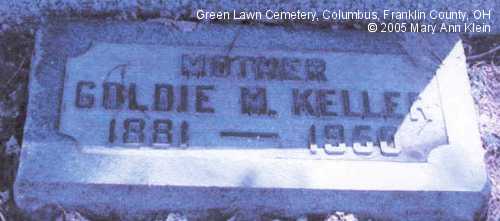 Green Lawn Cemetery, Columbus, Franklin County, OH
© 2005 Mary Ann Klein
MOTHER
GOLDIE M. KELLER
1881 — 1960